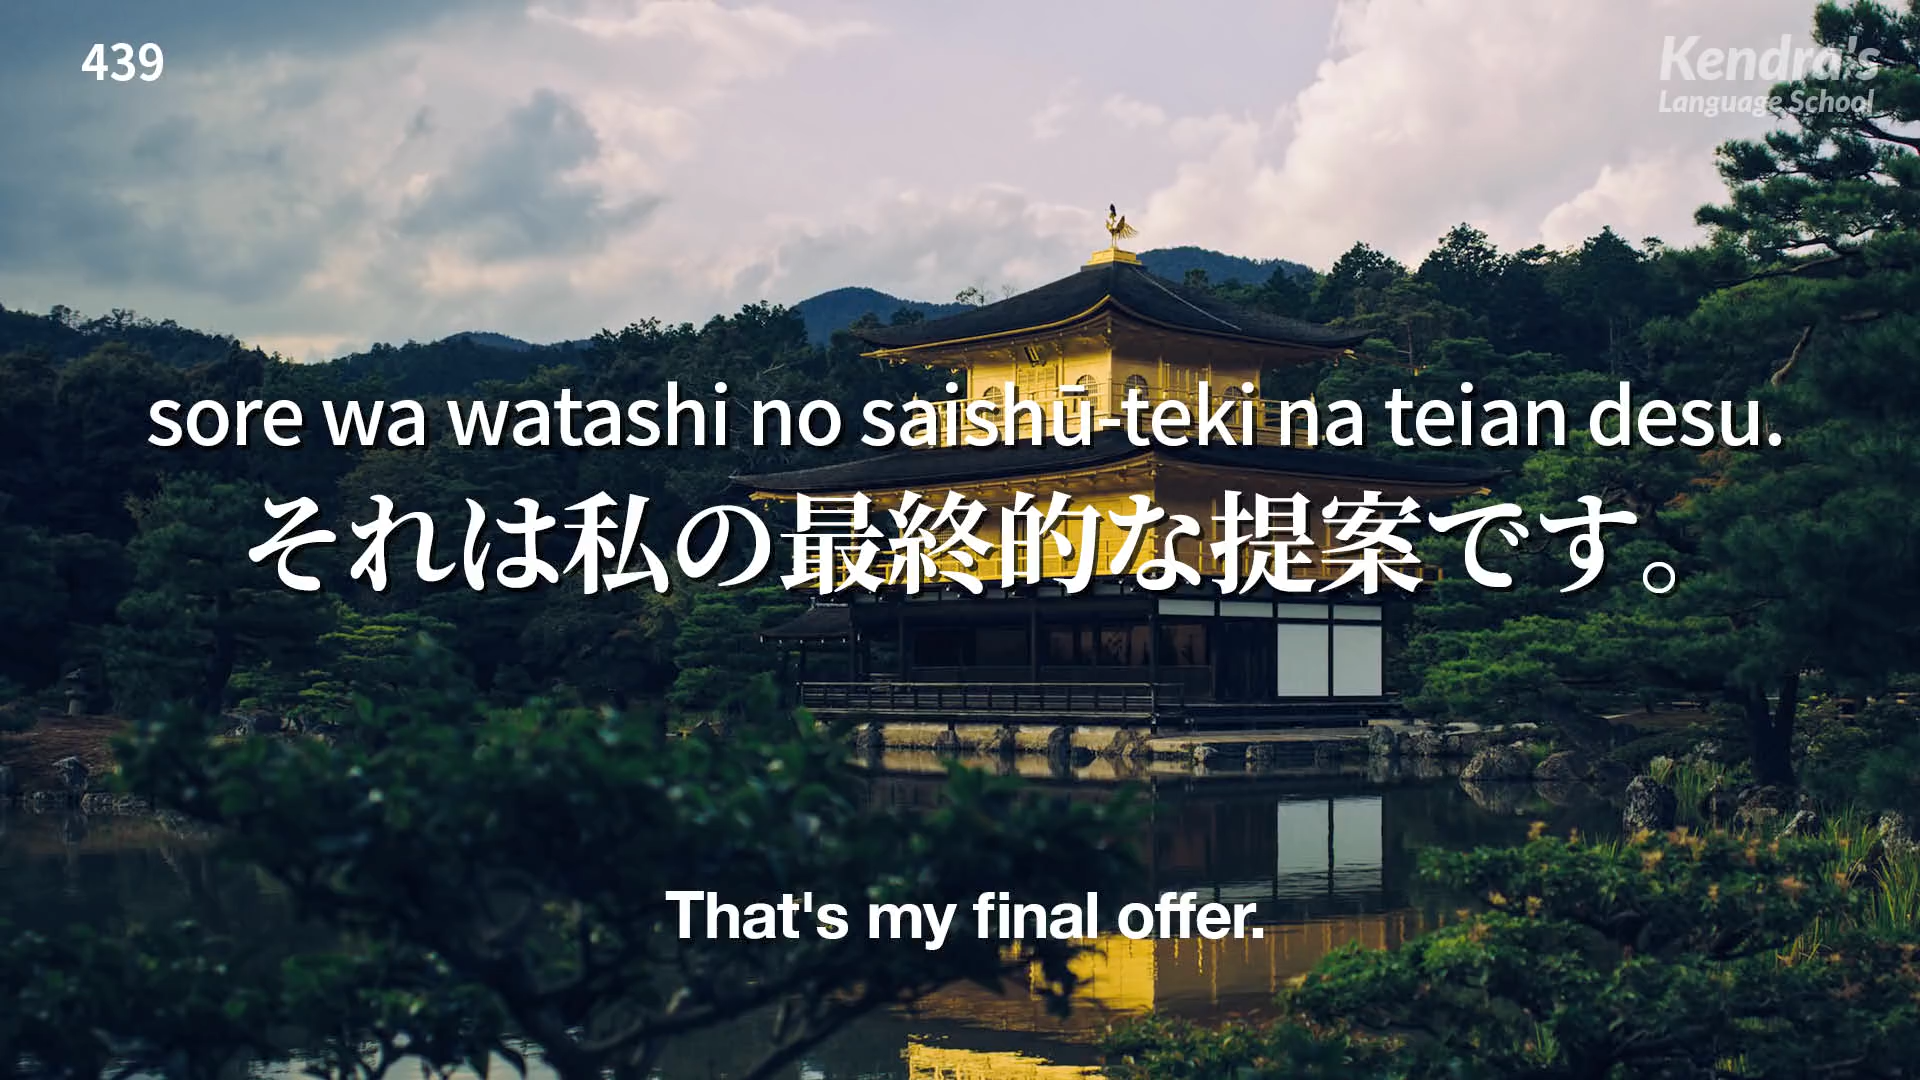 439
Kendra's
Language School
sore wa watashi no saishū-teki na teian desu.
それは私の最終的な提案です。
That's my final offer.